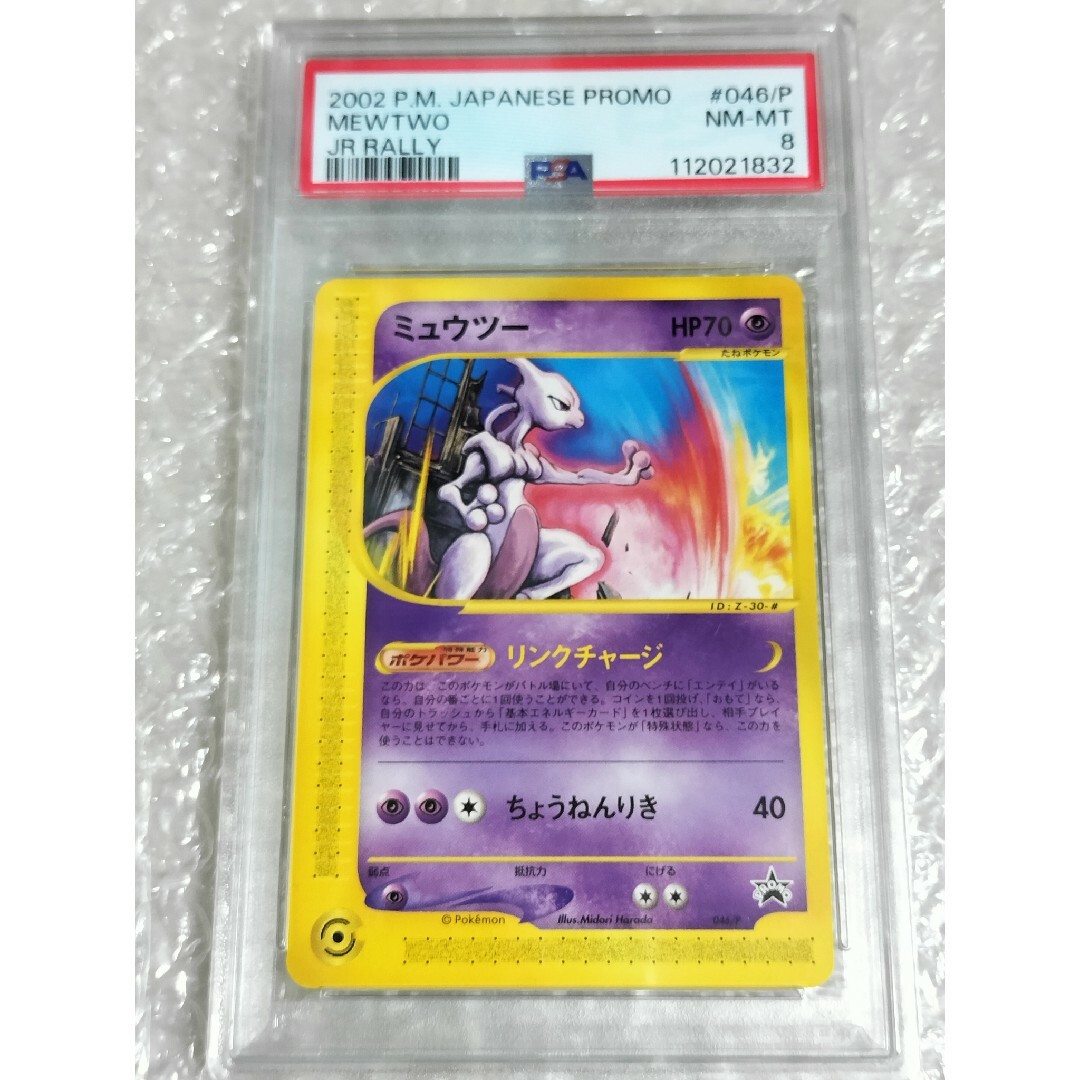 2002 P.M. JAPANESE PROMO #046/P
MEWTWO NM-MT
JR RALLY 8
PSA 112021832
ミュウツー HP70
たねポケモン
ID:Z-30-#
特殊能力
ポケパワー リンクチャージ
この力は、このポケモンがバトル場にいて、自分のベンチに「エンテイ」がいる
なら、自分の番ごとに1回使うことができる。コインを1回投げ、「おもて」なら、
自分のトラッシュから「基本エネルギーカード」を1枚選び出し、相手プレイ
ヤーに見せてから、手札に加える。このポケモンが「特殊状態」なら、この力を
使うことはできない。
ちょうねんりき 40
弱点 抵抗力 にげる
PROMO
© Pokémon Illus.Midori Harada 046/P